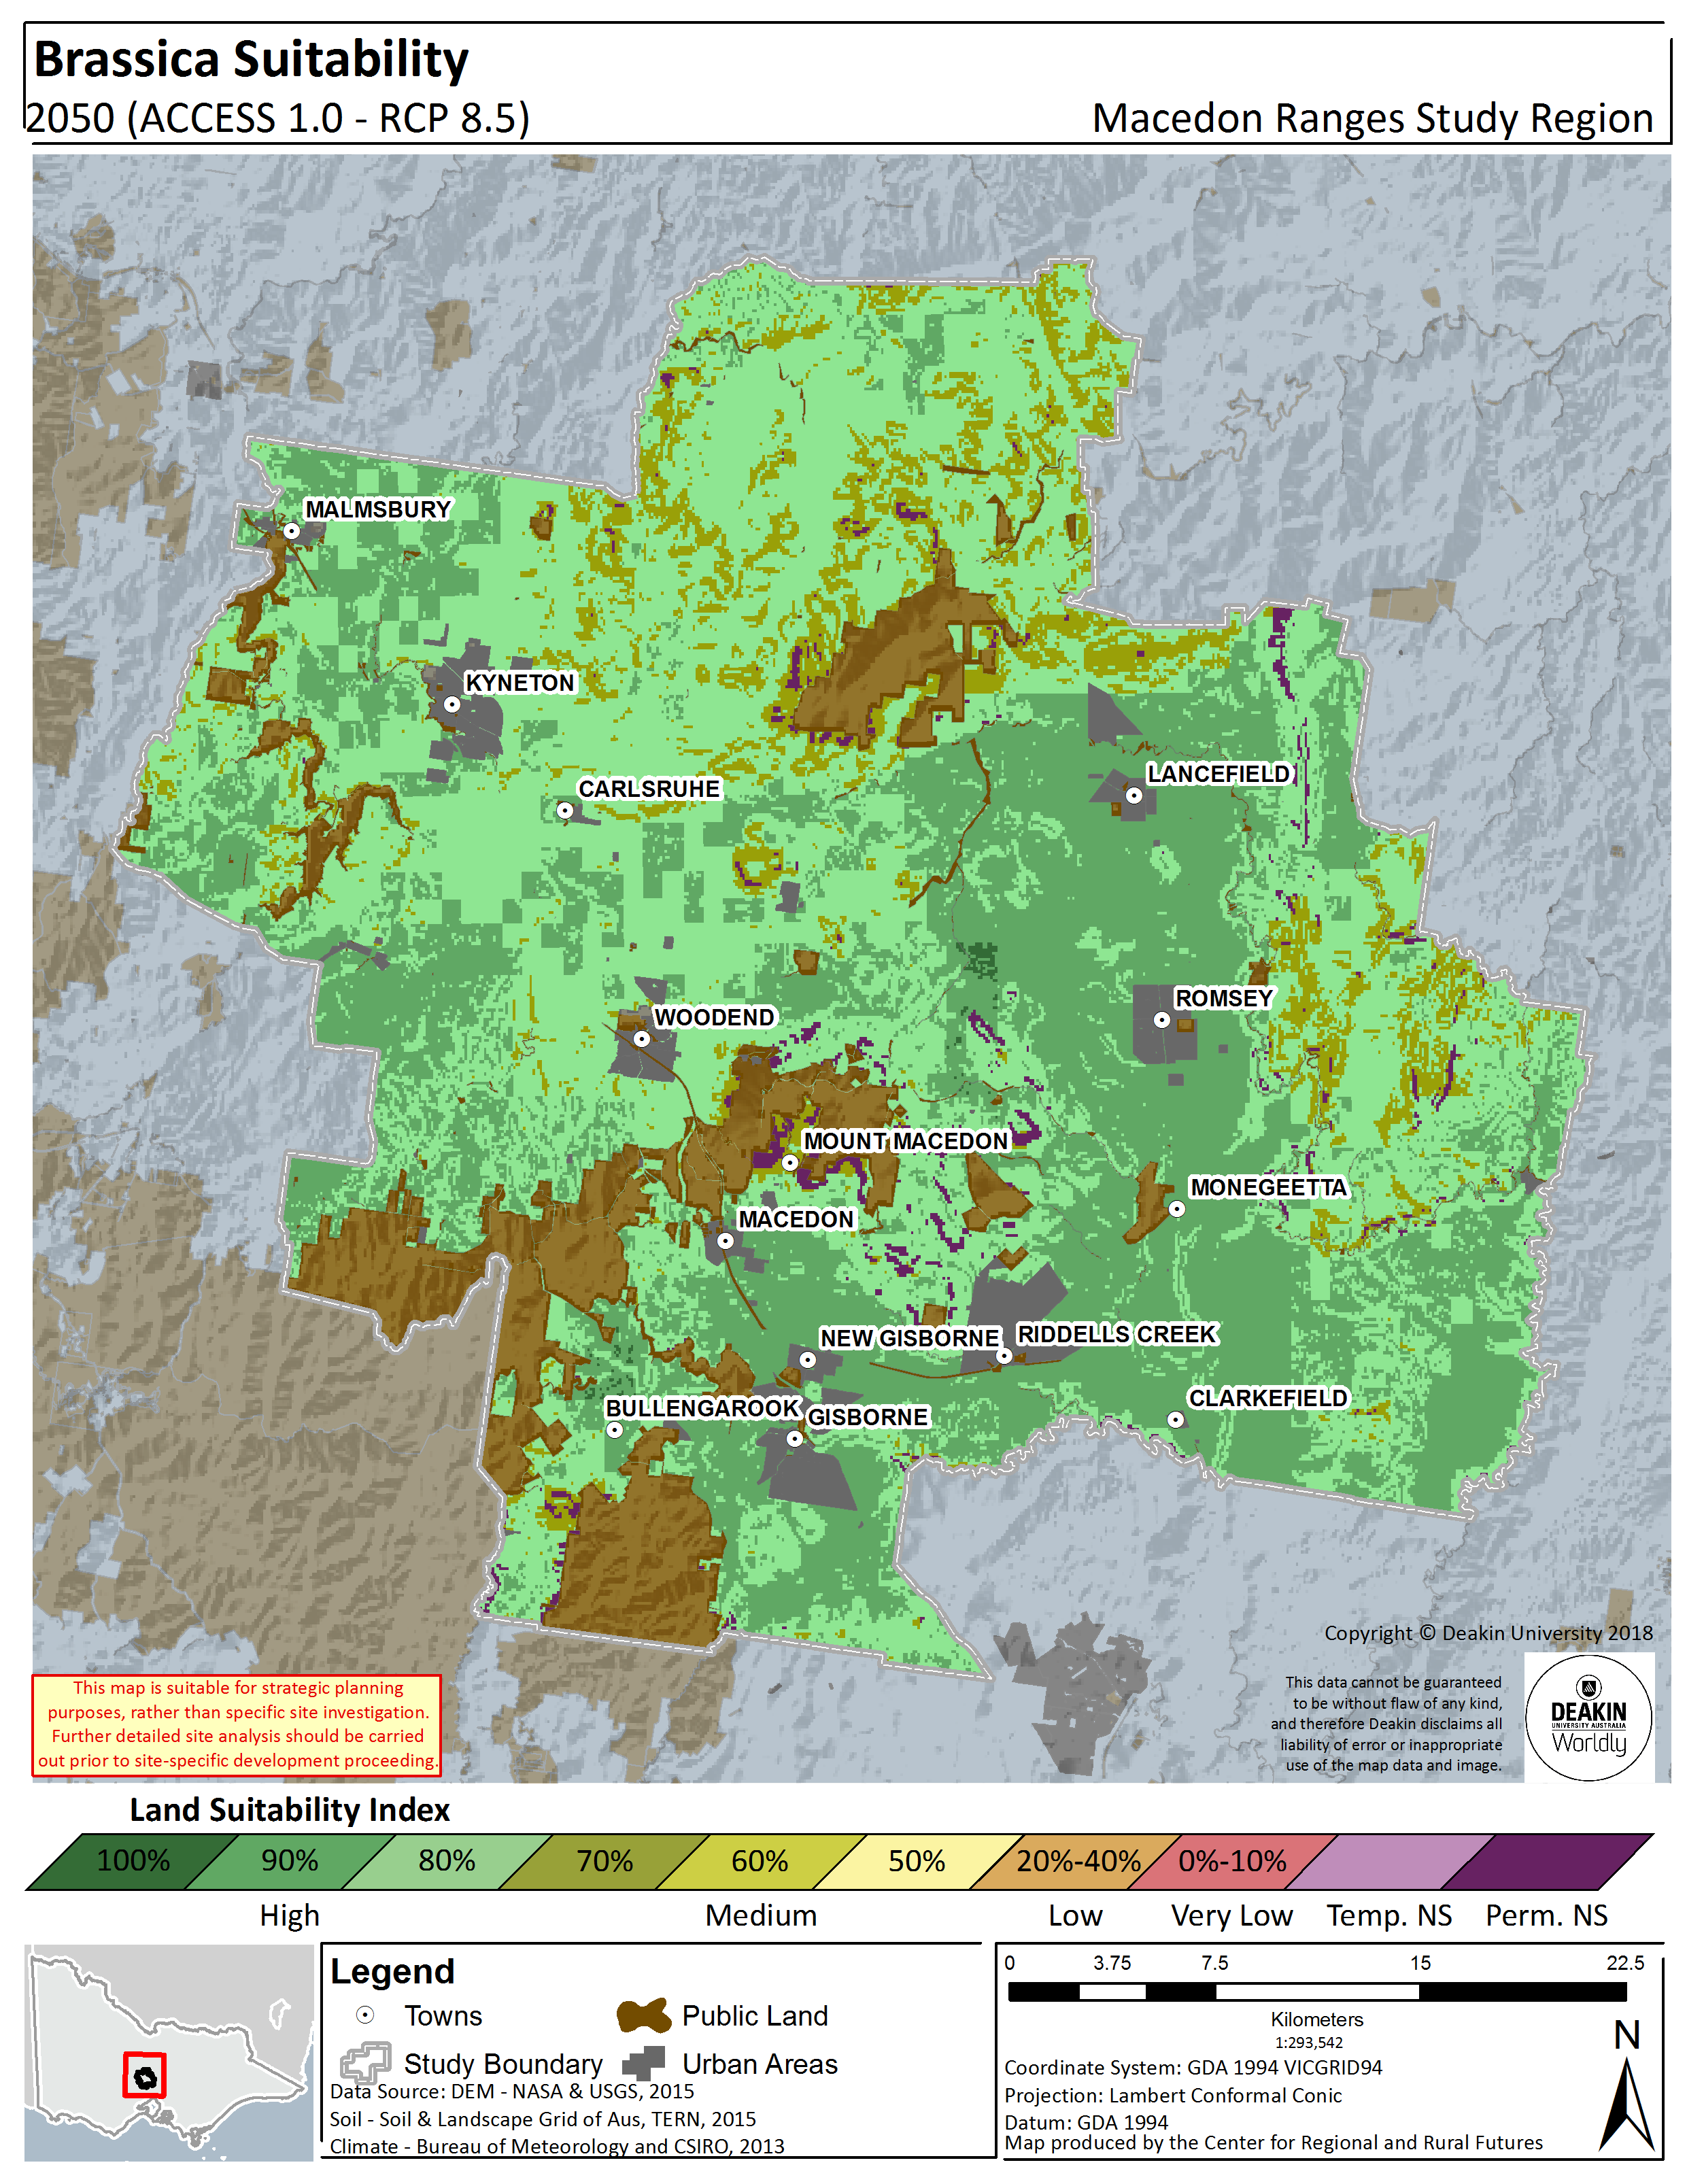 Brassica Suitability
2050 (ACCESS 1.0 - RCP 8.5)
Macedon Ranges Study Region
MALMSBURY
KYNETON
CARLSRUHE
LANCEFIELD
ROMSEY
WOODEND
MOUNT MACEDON
MONEGEETTA
MACEDON
NEW GISBORNE
RIDDELLS CREEK
CLARKEFIELD
BULLENGAROOK
GISBORNE
Copyright © Deakin University 2018
This data cannot be guaranteed
to be without flaw of any kind,
and therefore Deakin disclaims all
liability of error or inappropriate
use of the map data and image.
DEAKIN
UNIVERSITY AUSTRALIA
Worldly
This map is suitable for strategic planning
purposes, rather than specific site investigation.
Further detailed site analysis should be carried
out prior to site-specific development proceeding.
Land Suitability Index
100% 90% 80% 70% 60% 50% 20%-40% 0%-10%
High Medium Low Very Low Temp. NS Perm. NS
Legend
Towns
Public Land
Study Boundary
Urban Areas
Data Source: DEM - NASA & USGS, 2015
Soil - Soil & Landscape Grid of Aus, TERN, 2015
Climate - Bureau of Meteorology and CSIRO, 2013
0 3.75 7.5 15 22.5
Kilometers
1:293,542
N
Coordinate System: GDA 1994 VICGRID94
Projection: Lambert Conformal Conic
Datum: GDA 1994
Map produced by the Center for Regional and Rural Futures